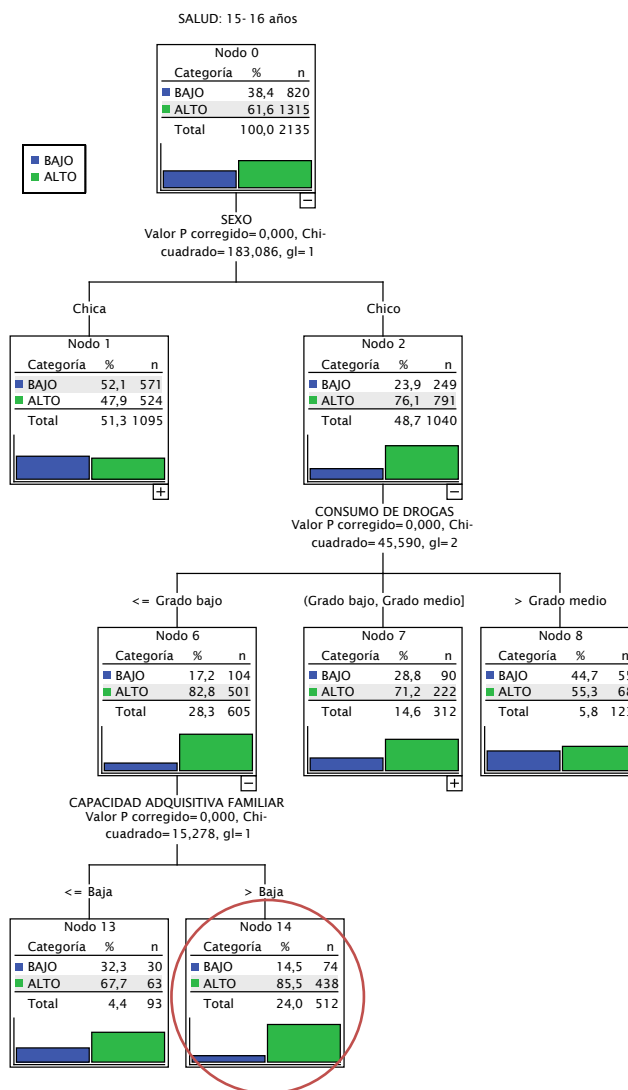 SALUD: 15- 16 años
Nodo 0
Categoría % n
BAJO 38,4 820
ALTO 61,6 1315
Total 100,0 2135
BAJO
ALTO
SEXO
Valor P corregido=0,000, Chi-
cuadrado=183,086, gl=1
Chica Chico
Nodo 1
Categoría % n
BAJO 52,1 571
ALTO 47,9 524
Total 51,3 1095
Nodo 2
Categoría % n
BAJO 23,9 249
ALTO 76,1 791
Total 48,7 1040
CONSUMO DE DROGAS
Valor P corregido=0,000, Chi-
cuadrado=45,590, gl=2
<= Grado bajo (Grado bajo, Grado medio] > Grado medio
Nodo 6
Categoría % n
BAJO 17,2 104
ALTO 82,8 501
Total 28,3 605
Nodo 7
Categoría % n
BAJO 28,8 90
ALTO 71,2 222
Total 14,6 312
Nodo 8
Categoría % n
BAJO 44,7
ALTO 55,3
Total 5,8
CAPACIDAD ADQUISITIVA FAMILIAR
Valor P corregido=0,000, Chi-
cuadrado=15,278, gl=1
<= Baja > Baja
Nodo 13
Categoría % n
BAJO 32,3 30
ALTO 67,7 63
Total 4,4 93
Nodo 14
Categoría % n
BAJO 14,5 74
ALTO 85,5 438
Total 24,0 512